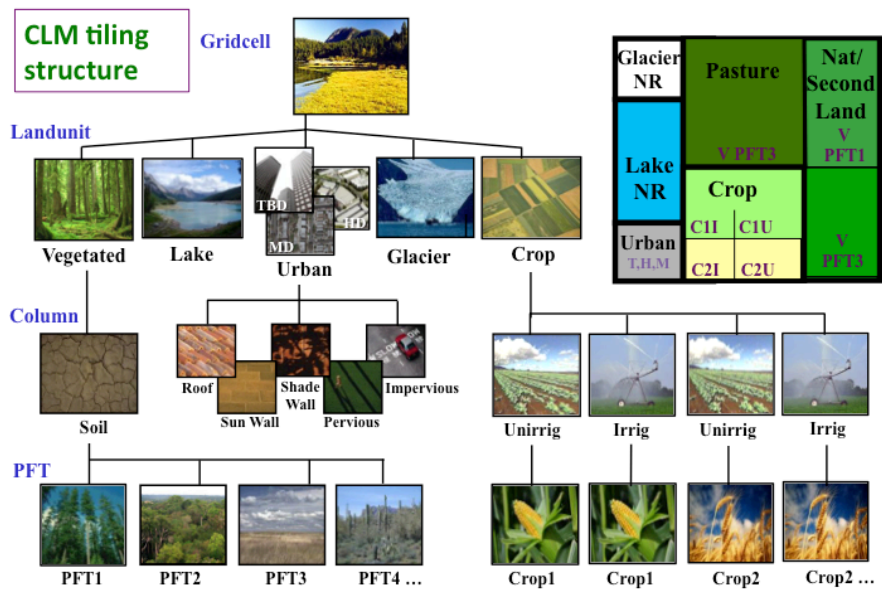 CLM tiling
structure
Gridcell
Landunit
TBD
HD
MD
Vegetated
Lake
Urban
Glacier
Crop
Column
Roof
Sun Wall
Shade
Wall
Pervious
Impervious
Soil
Unirrig
Irrig
Unirrig
Irrig
PFT
PFT1
PFT2
PFT3
PFT4 ...
Crop1
Crop1
Crop2
Crop2 ...
Glacier
NR
Pasture
V PFT3
Nat/
Second
Land
V
PFT1
Lake
NR
Crop
C1I
C1U
C2I
C2U
Urban
T,H,M
V
PFT3